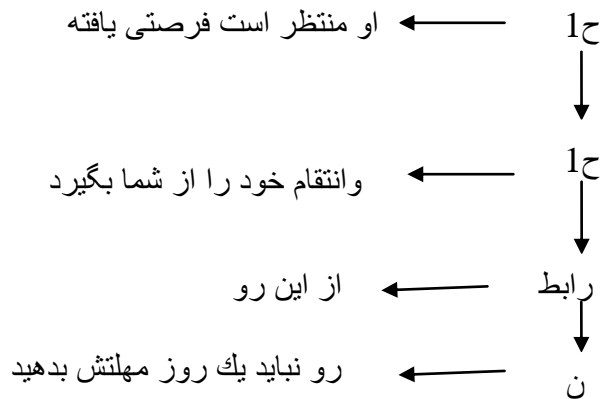 ح1 او منتظر است فرصتی یافته
ح1 وانتقام خود را از شما بگیرد
رابط از این رو
ن رو نباید يك روز مهلتش بدهید